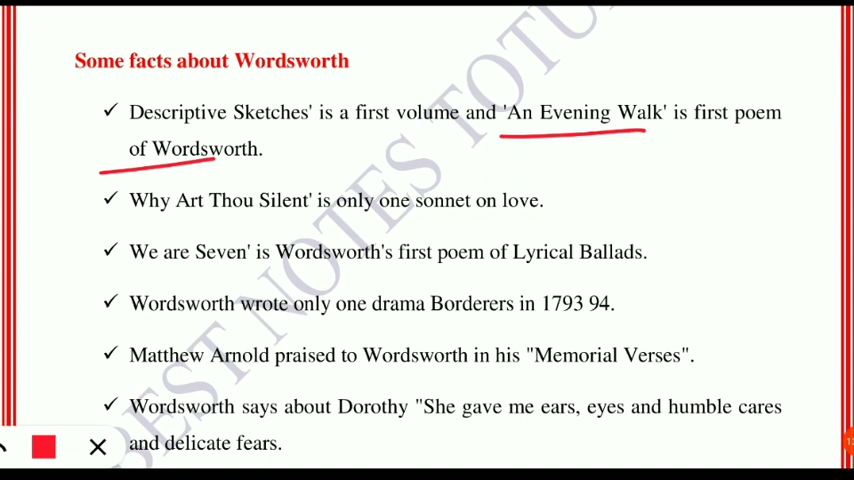 Some facts about Wordsworth
✓ Descriptive Sketches' is a first volume and 'An Evening Walk' is first poem
of Wordsworth.
✓ Why Art Thou Silent' is only one sonnet on love.
✓ We are Seven' is Wordsworth's first poem of Lyrical Ballads.
✓ Wordsworth wrote only one drama Borderers in 1793 94.
✓ Matthew Arnold praised to Wordsworth in his "Memorial Verses".
✓ Wordsworth says about Dorothy "She gave me ears, eyes and humble cares
and delicate fears.
BEST NOTES TOTU